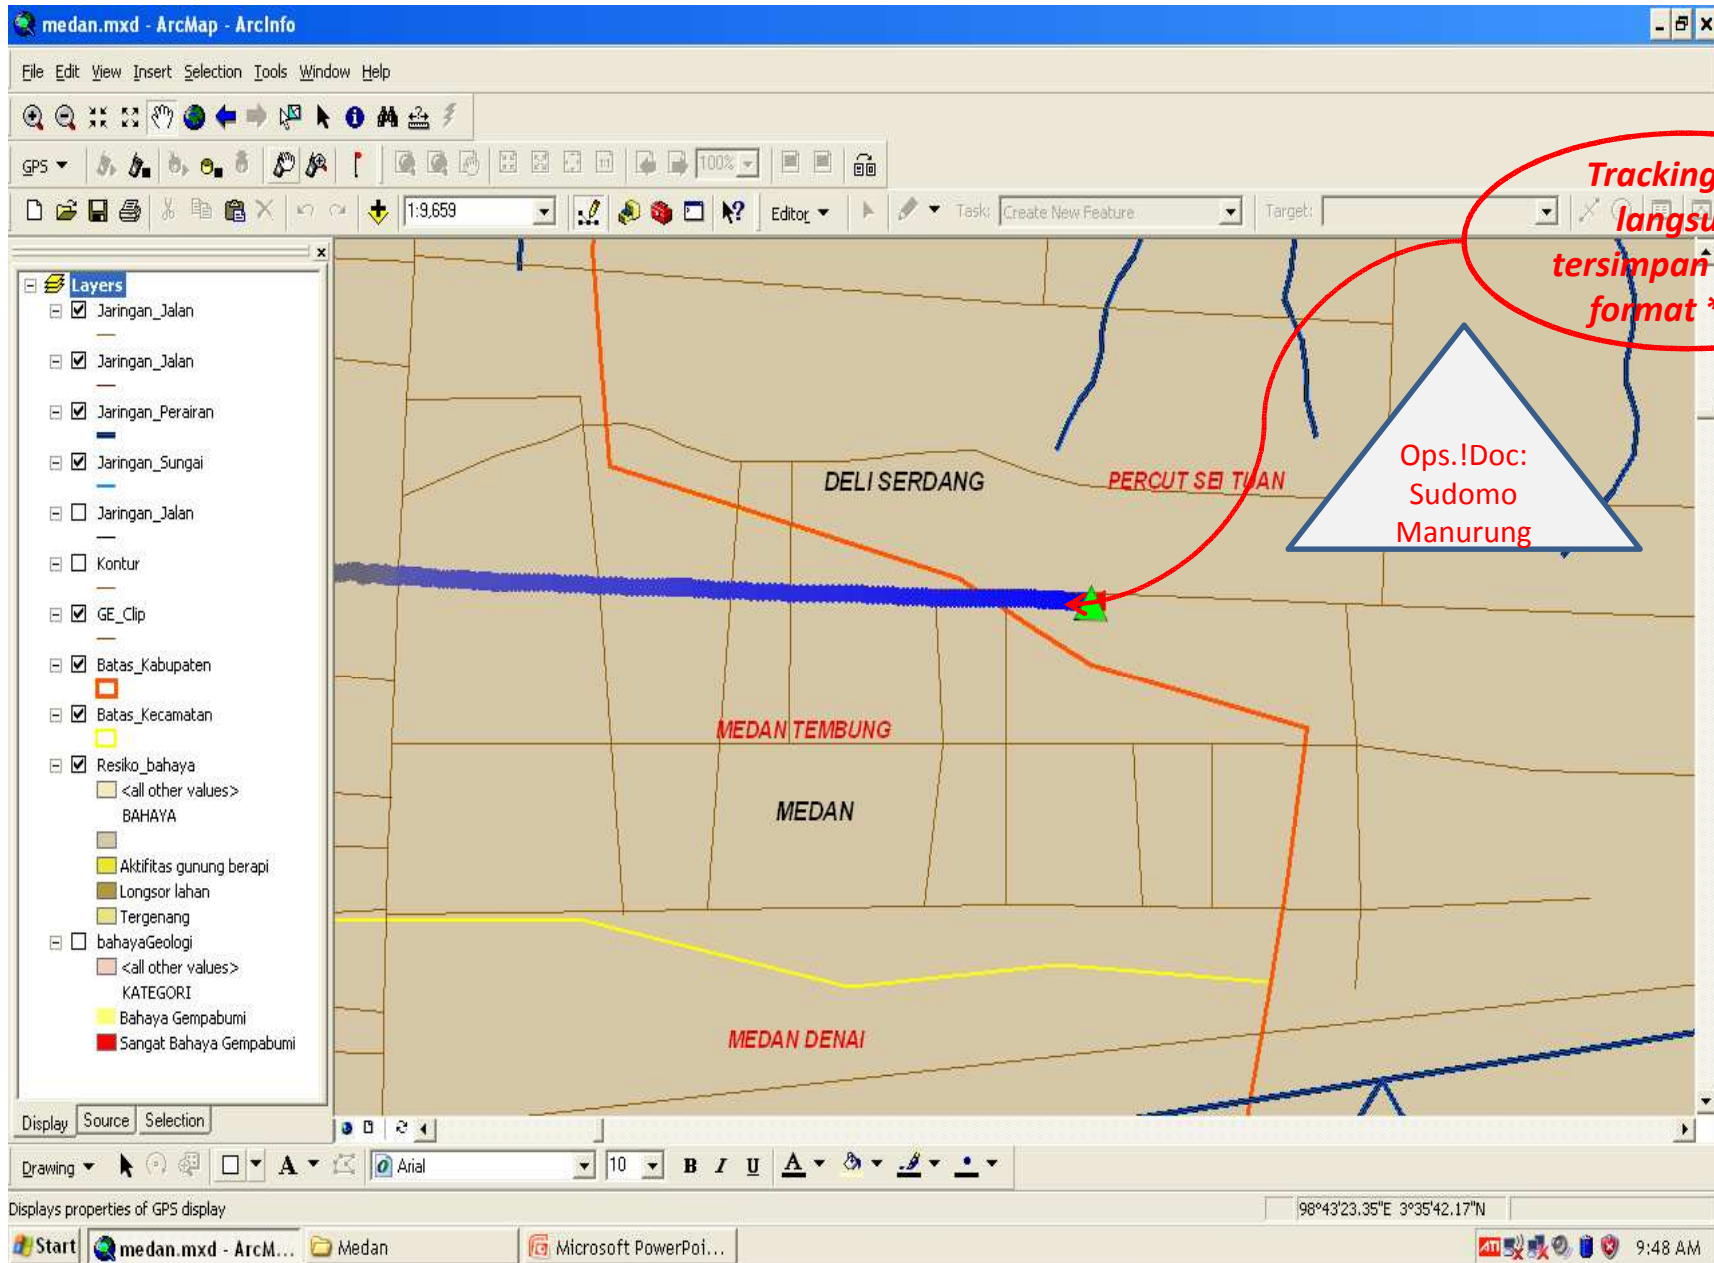 medan.mxd - ArcMap - ArcInfo
File Edit View Insert Selection Tools Window Help
GPS
100%
1:9,659
Editor
Task:
Create New Feature
Target:
Tracking
langsu
tersimpan
format *
Layers
Jaringan_Jalan
Jaringan_Jalan
Jaringan_Perairan
Jaringan_Sungai
Jaringan_Jalan
Kontur
GE_Clip
Batas_Kabupaten
Batas_Kecamatan
Resiko_bahaya
<all other values>
BAHAYA
Aktifitas gunung berapi
Longsor lahan
Tergenang
bahayaGeologi
<all other values>
KATEGORI
Bahaya Gempabumi
Sangat Bahaya Gempabumi
DELI SERDANG
PERCUT SEI TUAN
Ops.!Doc:
Sudomo
Manurung
MEDAN TEMBUNG
MEDAN
MEDAN DENAI
Display Source Selection
Drawing
A
Arial
10
B I U A
Displays properties of GPS display
98°43'23.35"E 3°35'42.17"N
Start
medan.mxd - ArcM...
Medan
Microsoft PowerPoi...
ATI
9:48 AM